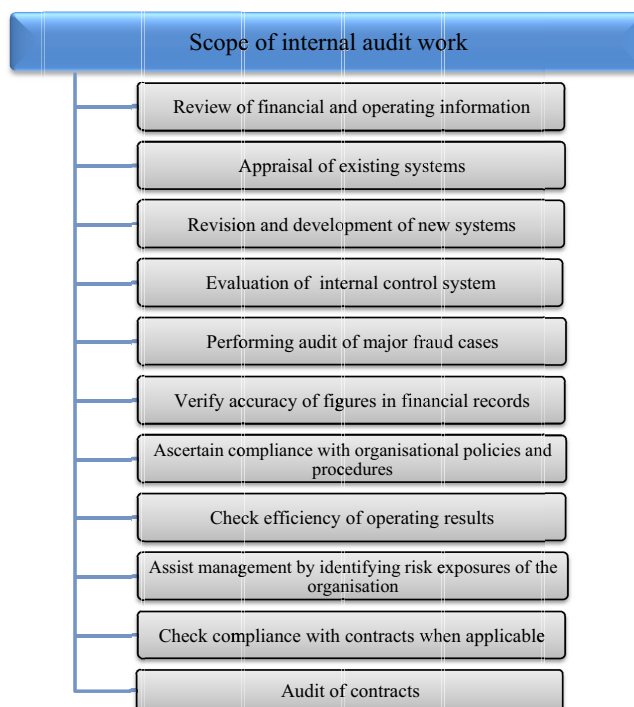 Scope of internal audit work
Review of financial and operating information
Appraisal of existing systems
Revision and development of new systems
Evaluation of internal control system
Performing audit of major fraud cases
Verify accuracy of figures in financial records
Ascertain compliance with organisational policies and
procedures
Check efficiency of operating results
Assist management by identifying risk exposures of the
organisation
Check compliance with contracts when applicable
Audit of contracts